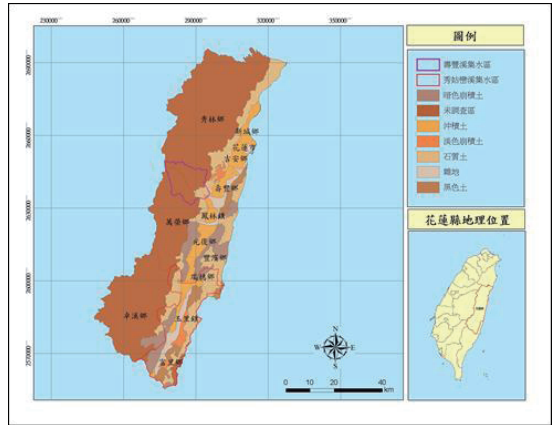 圖例
壽豐溪集水區
秀姑巒溪集水區
暗色崩積土
未調查區
沖積土
淡色崩積土
石質土
雜地
黑色土
花蓮縣地理位置
秀林鄉
新城鄉
花蓮市
吉安鄉
壽豐鄉
鳳林鎮
萬榮鄉
光復鄉
豐濱鄉
瑞穗鄉
卓溪鄉
玉里鎮
富里鄉
N
W
E
S
0 10 20 40
km